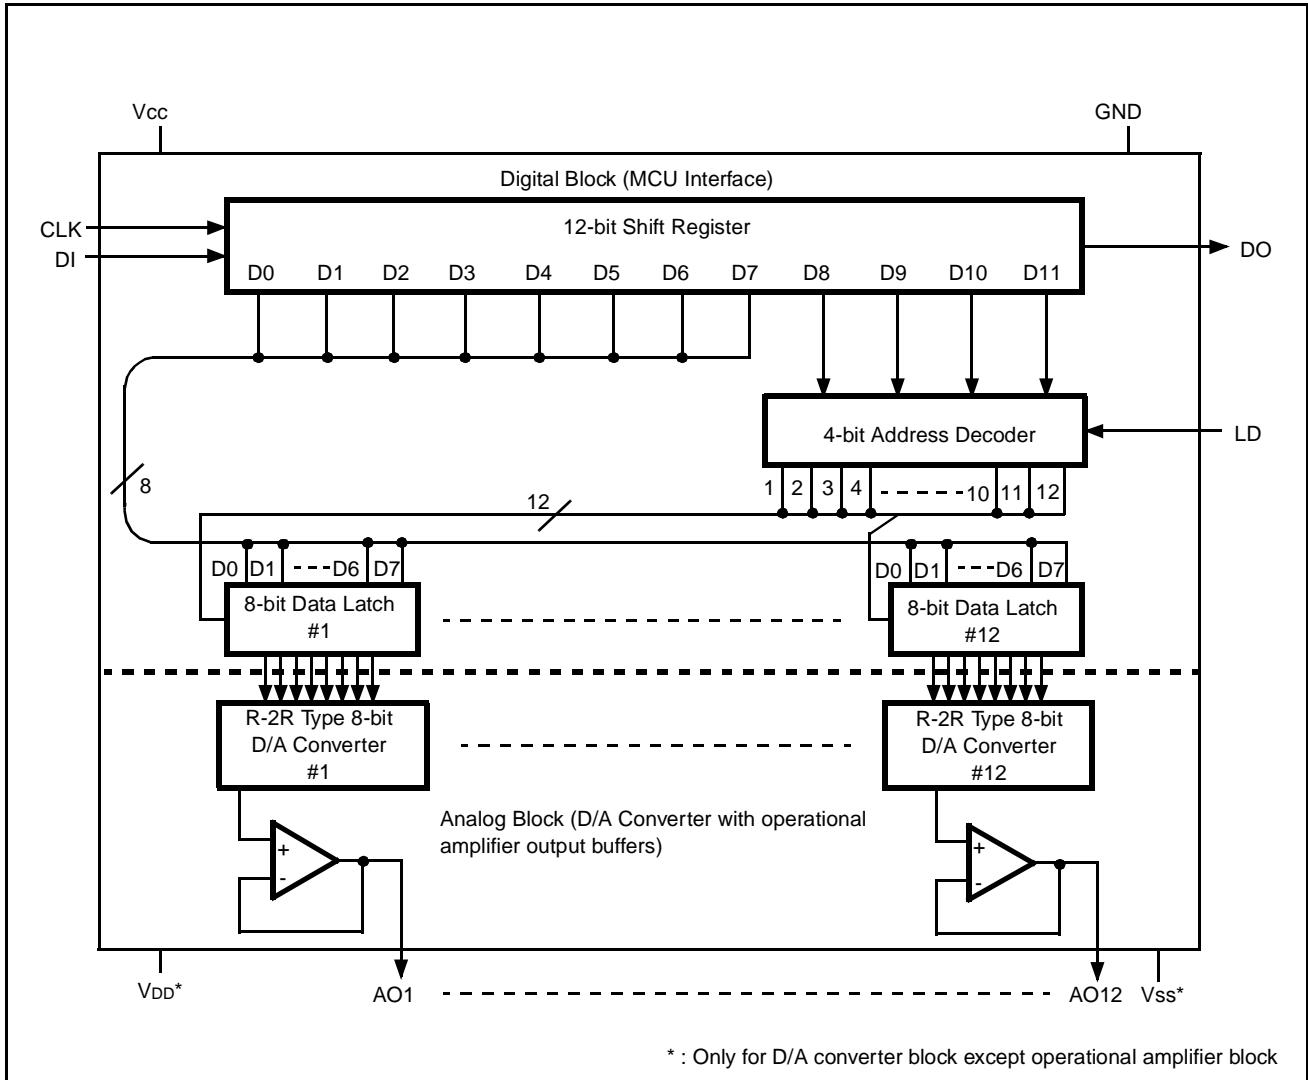 Vcc
GND
Digital Block (MCU Interface)
CLK
12-bit Shift Register
DI
DO
D0 D1 D2 D3 D4 D5 D6 D7 D8 D9 D10 D11
4-bit Address Decoder
LD
8
1 2 3 4 10 11 12
12
D0 D1 D6 D7
D0 D1 D6 D7
8-bit Data Latch
#1
8-bit Data Latch
#12
R-2R Type 8-bit
D/A Converter
#1
R-2R Type 8-bit
D/A Converter
#12
Analog Block (D/A Converter with operational
amplifier output buffers)
+
-
+
-
VDD*
AO1
AO12
Vss*
* : Only for D/A converter block except operational amplifier block